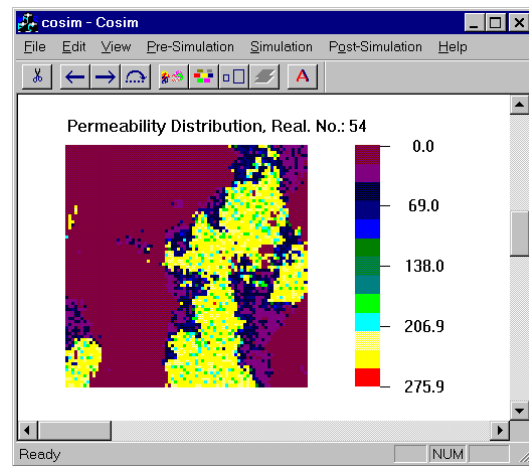 cosim - Cosim
File Edit View Pre-Simulation Simulation Post-Simulation Help
A
Permeability Distribution, Real. No.: 54
0.0
69.0
138.0
206.9
275.9
Ready NUM